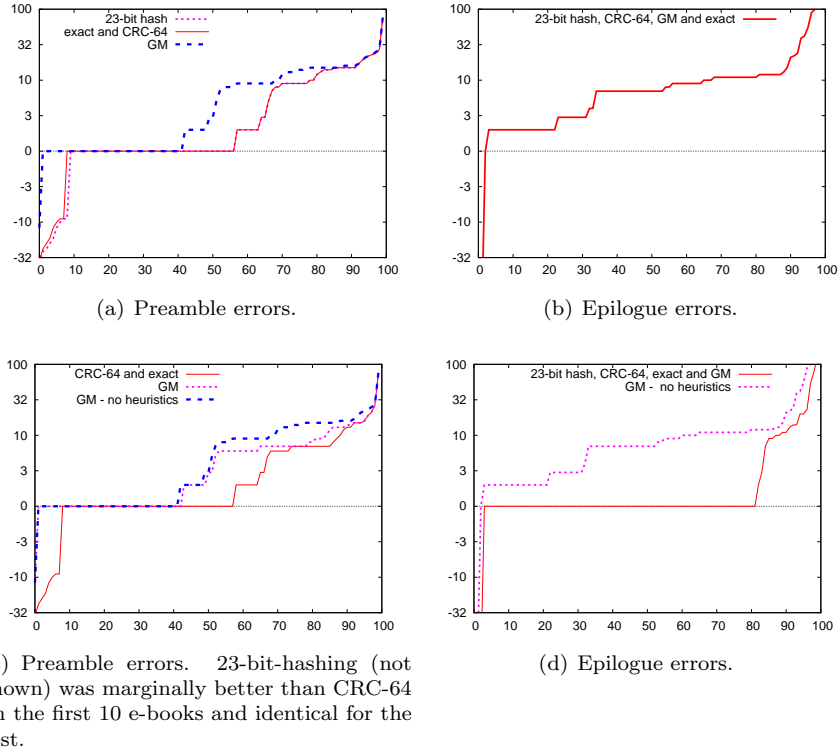 100
32
10
3
0
-3
-10
-32
0 10 20 30 40 50 60 70 80 90 100
23-bit hash
exact and CRC-64
GM
(a) Preamble errors.
100
32
10
3
0
-3
-10
-32
0 10 20 30 40 50 60 70 80 90 100
23-bit hash, CRC-64, GM and exact
(b) Epilogue errors.
100
32
10
3
0
-3
-10
-32
0 10 20 30 40 50 60 70 80 90 100
CRC-64 and exact
GM
GM - no heuristics
) Preamble errors. 23-bit-hashing (not
own) was marginally better than CRC-64
the first 10 e-books and identical for the
st.
100
32
10
3
0
-3
-10
-32
0 10 20 30 40 50 60 70 80 90 100
23-bit hash, CRC-64, exact and GM
GM - no heuristics
(d) Epilogue errors.